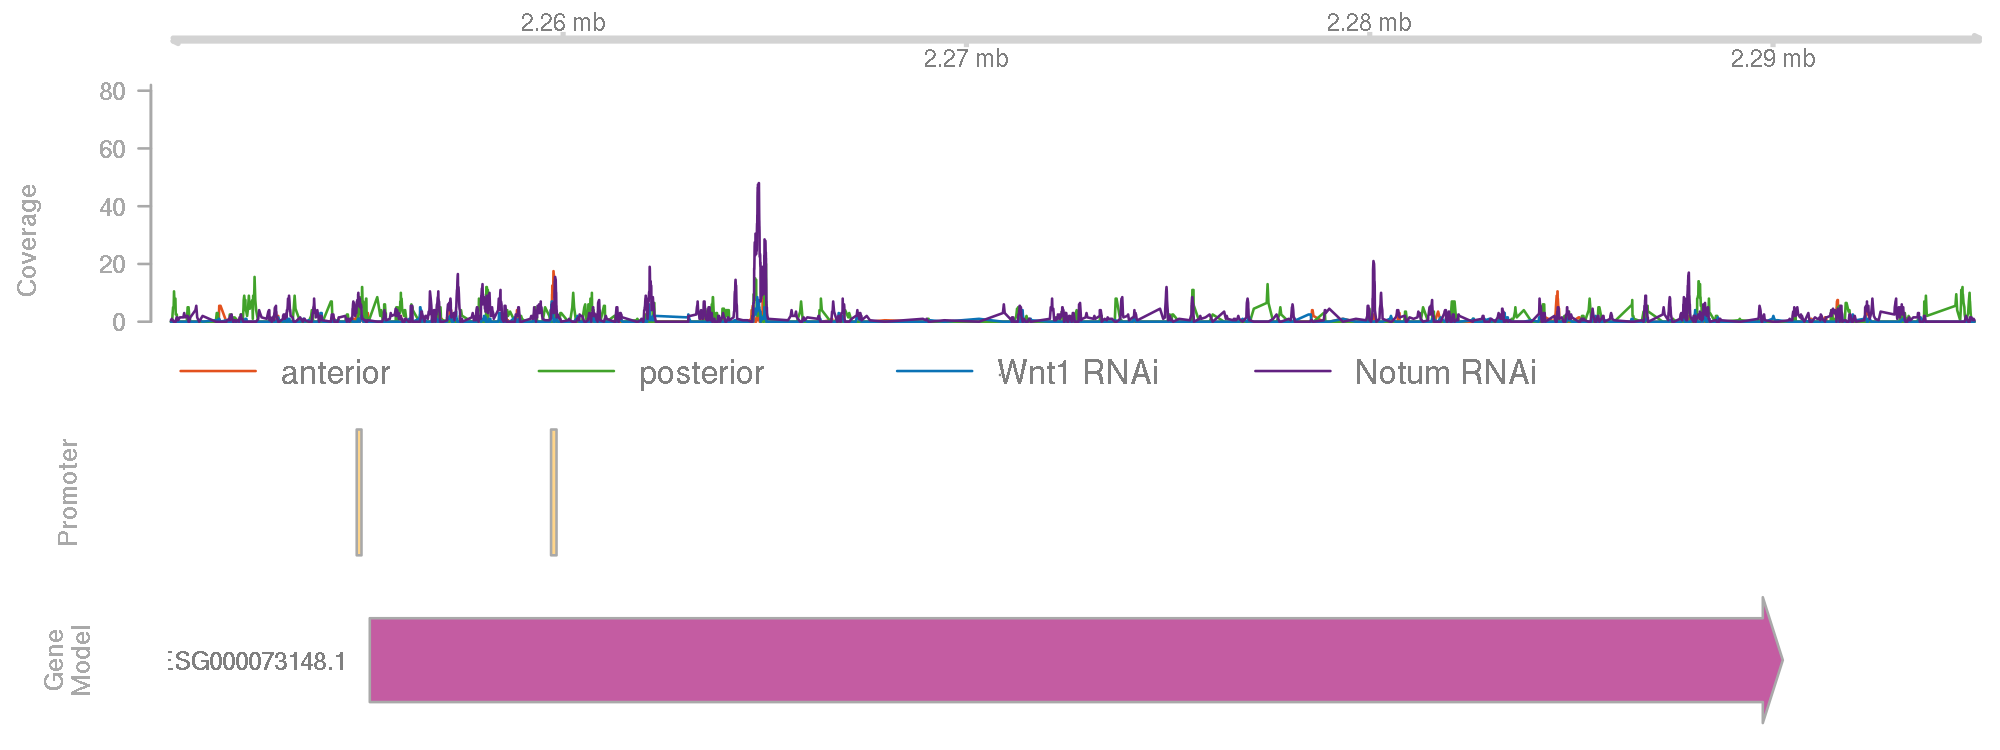 2.26 mb
2.28 mb
2.27 mb
2.29 mb
80
60
40
20
0
Coverage
anterior posterior Wnt1 RNAi Notum RNAi
Promoter
Gene
Model
SG000073148.1